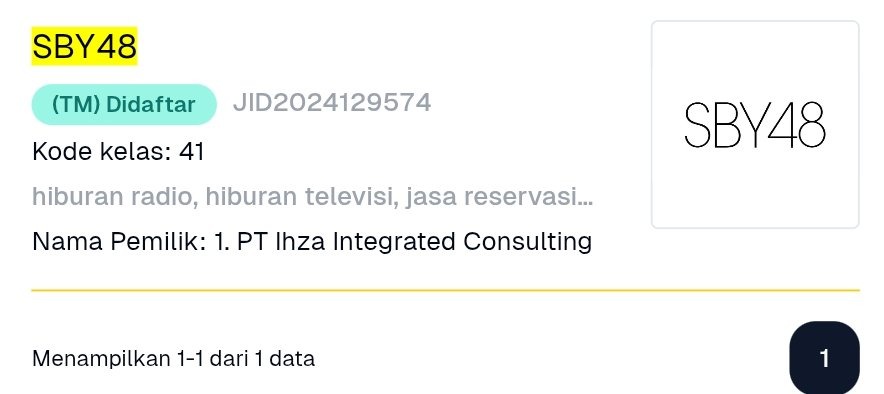 SBY48
(TM) Didaftar JID2024129574
SBY48
Kode kelas: 41
hiburan radio, hiburan televisi, jasa reservasi...
Nama Pemilik: 1. PT Ihza Integrated Consulting
Menampilkan 1-1 dari 1 data
1